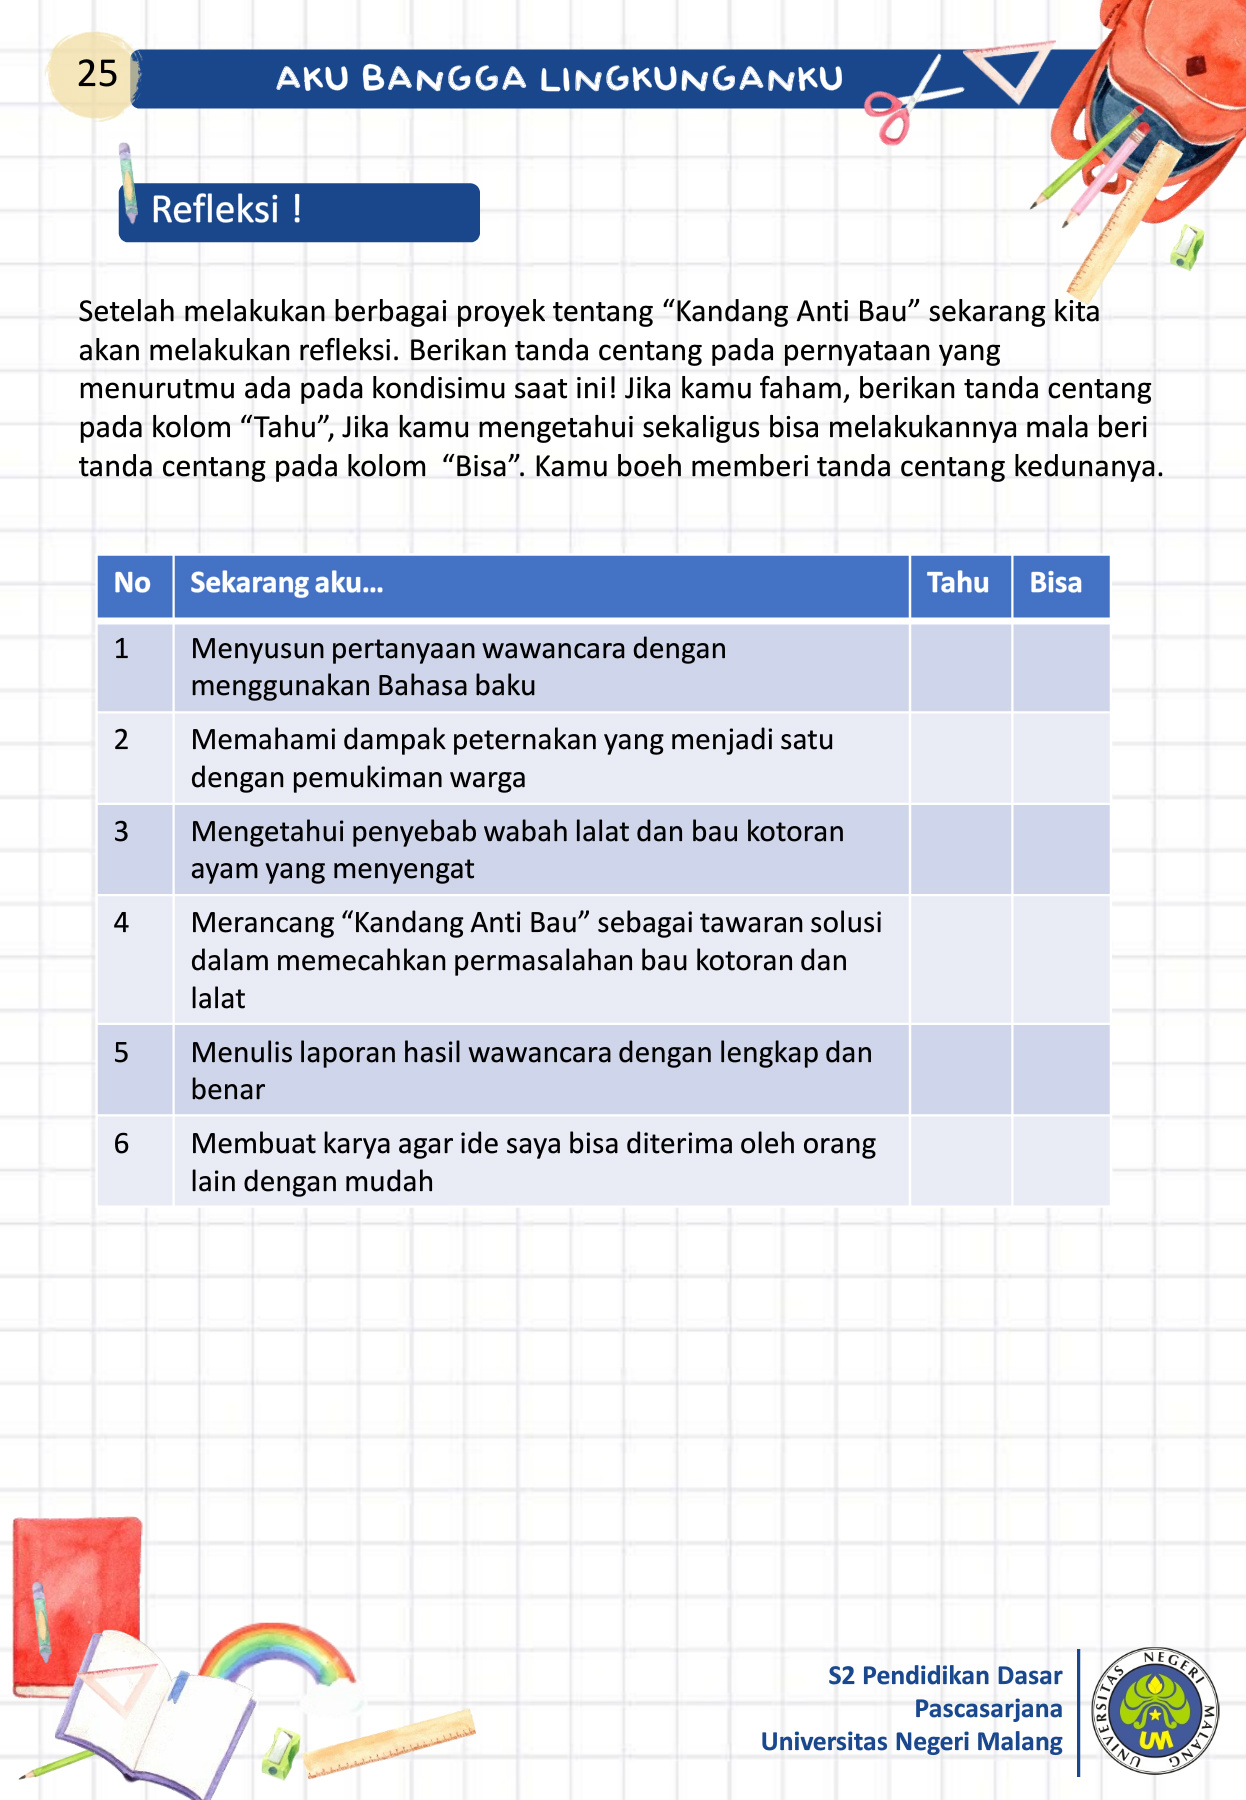 25
AKU BANGGA LINGKUNGANKU
Refleksi !
Setelah melakukan berbagai proyek tentang “Kandang Anti Bau” sekarang kita
akan melakukan refleksi. Berikan tanda centang pada pernyataan yang
menurutmu ada pada kondisimu saat ini! Jika kamu faham, berikan tanda centang
pada kolom “Tahu”, Jika kamu mengetahui sekaligus bisa melakukannya mala beri
tanda centang pada kolom “Bisa”. Kamu boeh memberi tanda centang kedunanya.
No Sekarang aku... Tahu Bisa
1 Menyusun pertanyaan wawancara dengan
menggunakan Bahasa baku
2 Memahami dampak peternakan yang menjadi satu
dengan pemukiman warga
3 Mengetahui penyebab wabah lalat dan bau kotoran
ayam yang menyengat
4 Merancang “Kandang Anti Bau” sebagai tawaran solusi
dalam memecahkan permasalahan bau kotoran dan
lalat
5 Menulis laporan hasil wawancara dengan lengkap dan
benar
6 Membuat karya agar ide saya bisa diterima oleh orang
lain dengan mudah
S2 Pendidikan Dasar
Pascasarjana
Universitas Negeri Malang
UNIVERSITAS NEGERI MALANG
UM